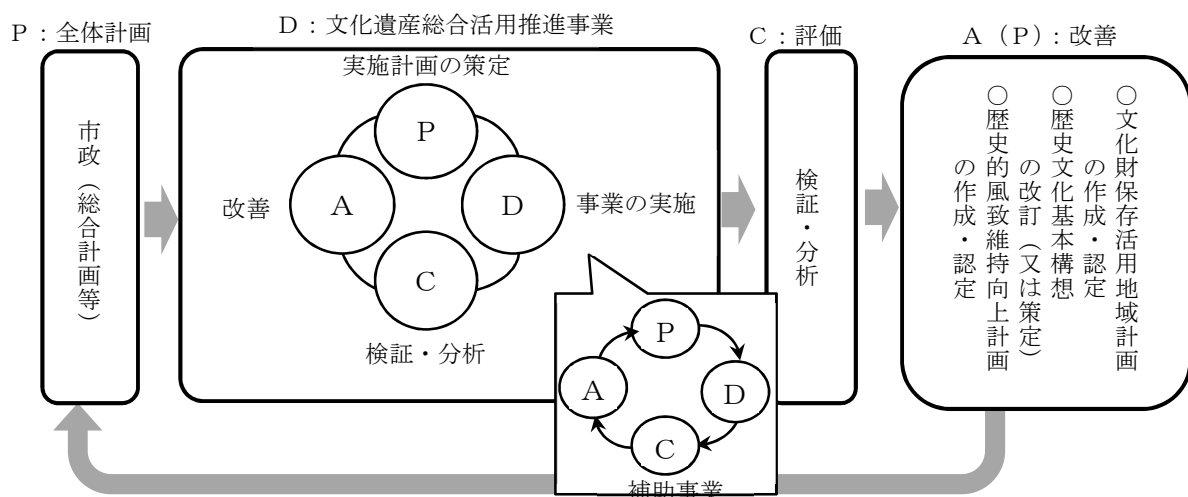 P：全体計画
D：文化遺産総合活用推進事業
C：評価
A（P）：改善
市政（総合計画等）
実施計画の策定
P
A
D
C
改善
事業の実施
検証・分析
P
A
D
C
補助事業
検証・分析
○文化財保存活用地域計画
の作成・認定
○歴史文化基本構想
の改訂（又は策定）
○歴史的風致維持向上計画
の作成・認定